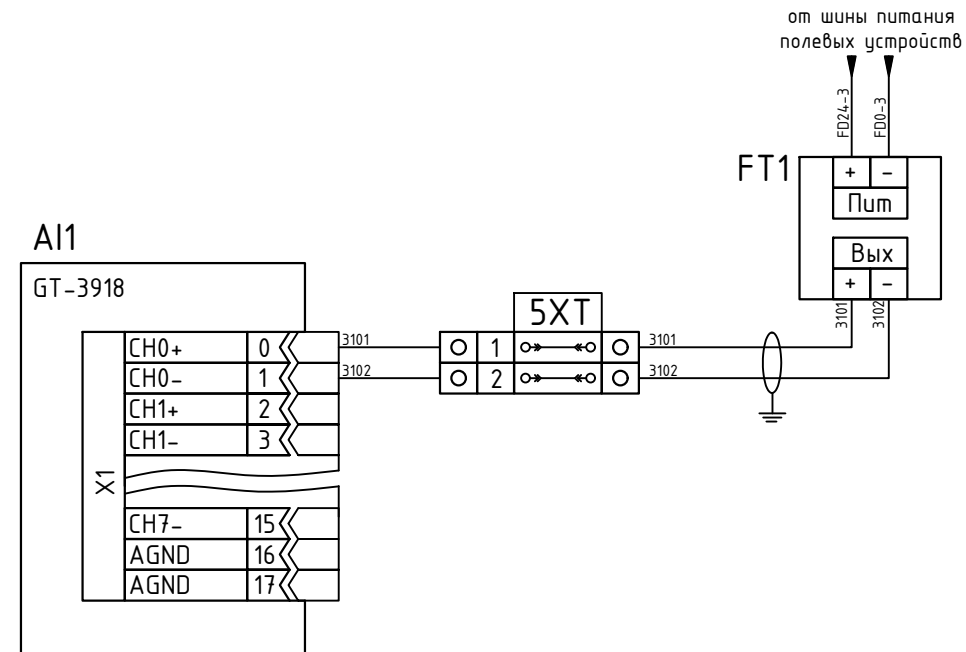 от шины питания
полевых устройств
FD24-3
FD0-3
FT1
+ -
Пит
Вых
+ -
3101
3102
AI1
GT-3918
5XT
X1
CH0+ 0 3101 1 3101
CH0- 1 3102 2 3102
CH1+ 2
CH1- 3
CH7- 15
AGND 16
AGND 17